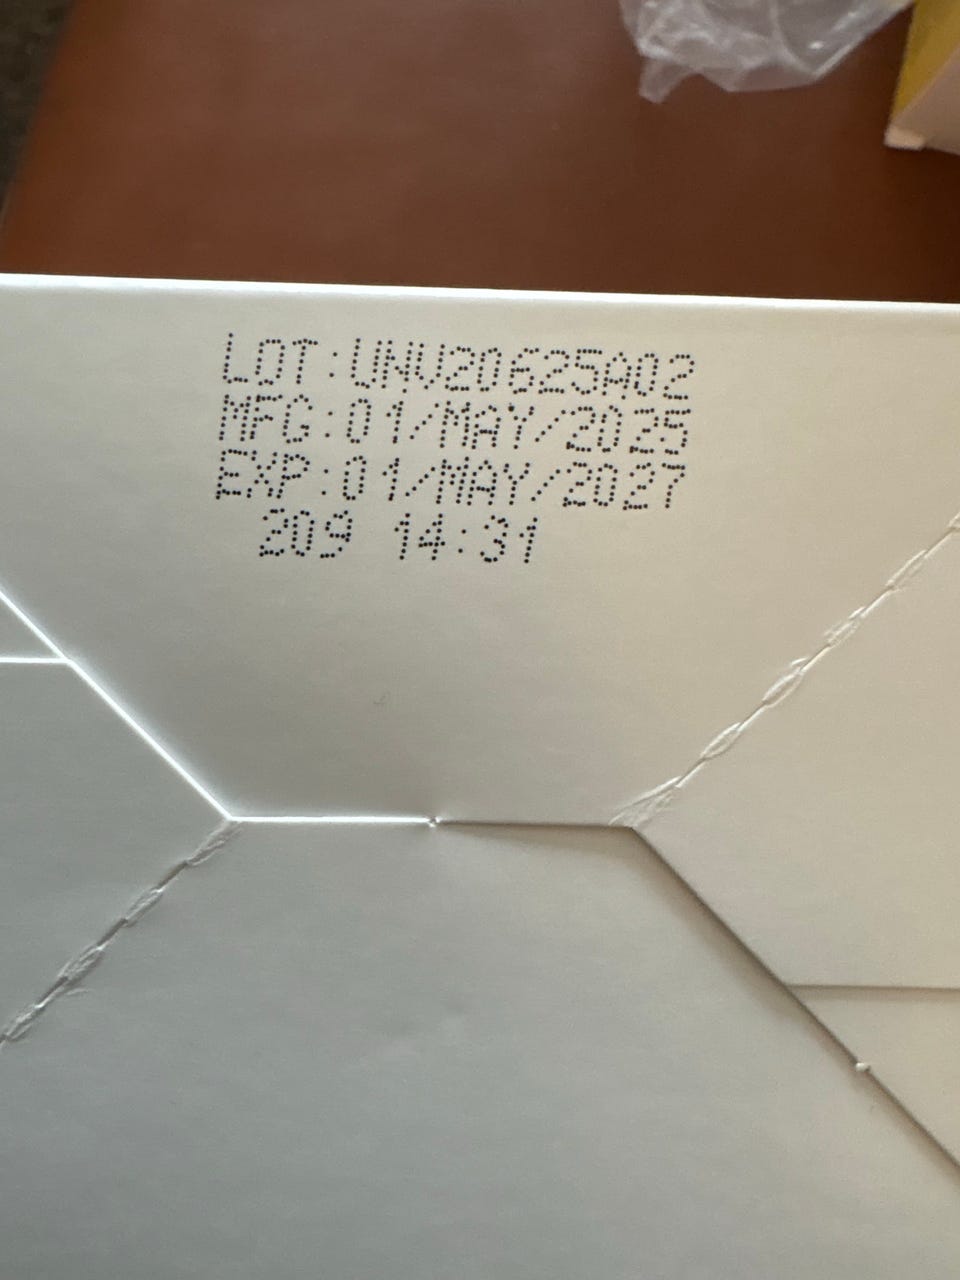 LOT:UNV20625A02
MFG:01/MAY/2025
EXP:01/MAY/2027
209 14:31